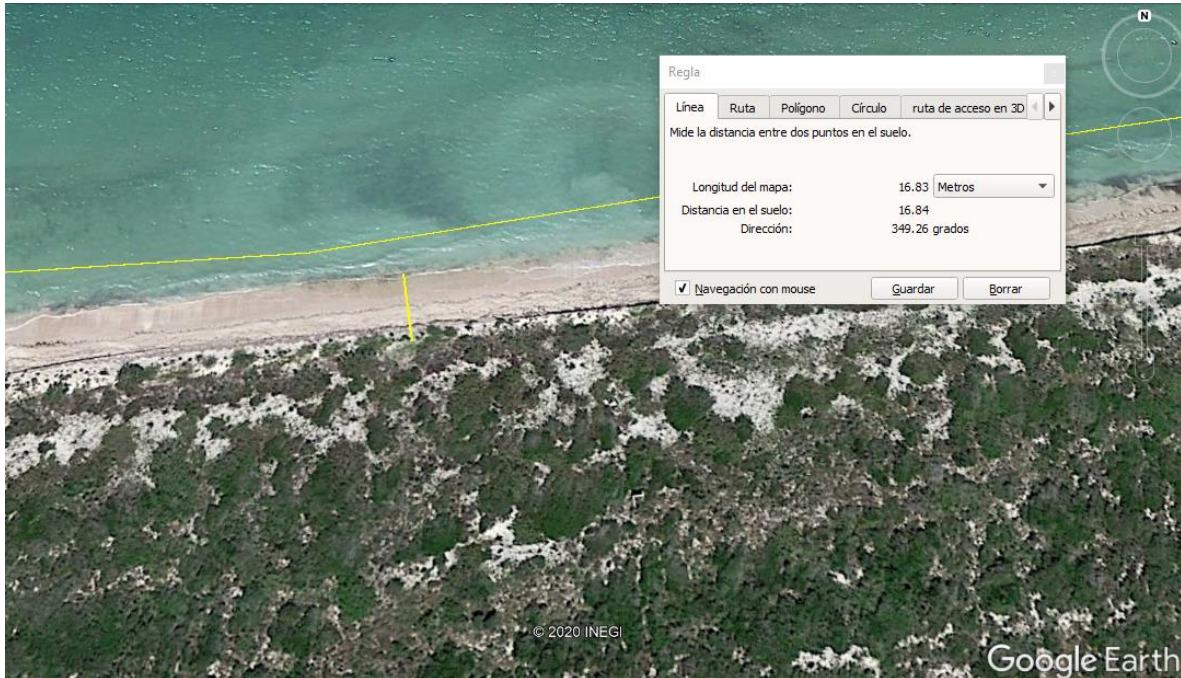 N
Regla
Línea Ruta Polígono Círculo ruta de acceso en 3D
Mide la distancia entre dos puntos en el suelo.
Longitud del mapa: 16.83 Metros
Distancia en el suelo: 16.84
Dirección: 349.26 grados
Navegación con mouse Guardar Borrar
© 2020 INEGI
Google Earth